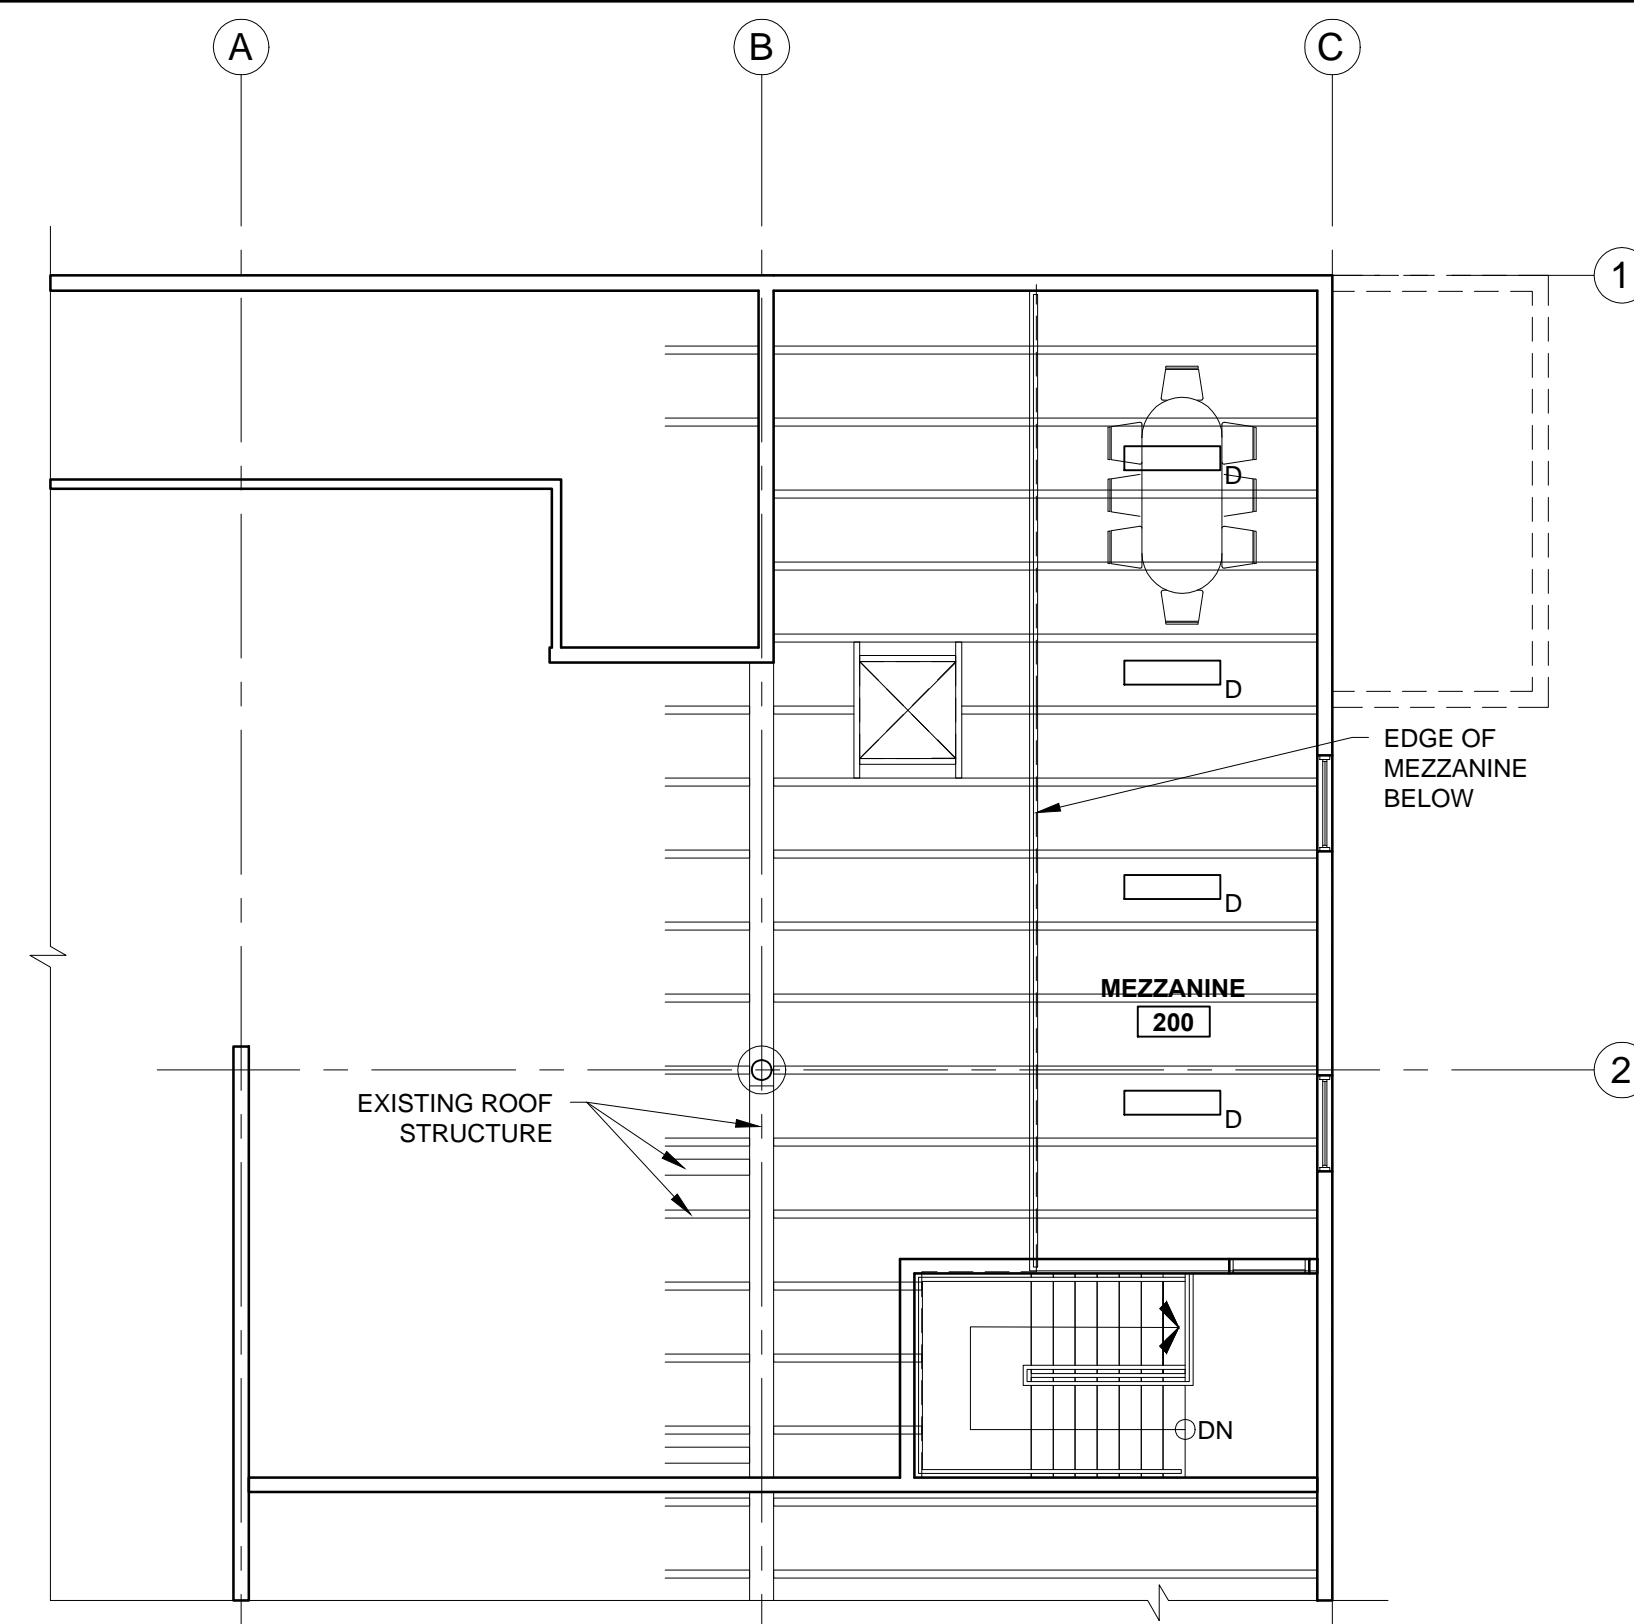 A
B
C
1
D
D
EDGE OF
MEZZANINE
BELOW
D
MEZZANINE
200
2
EXISTING ROOF
STRUCTURE
D
DN